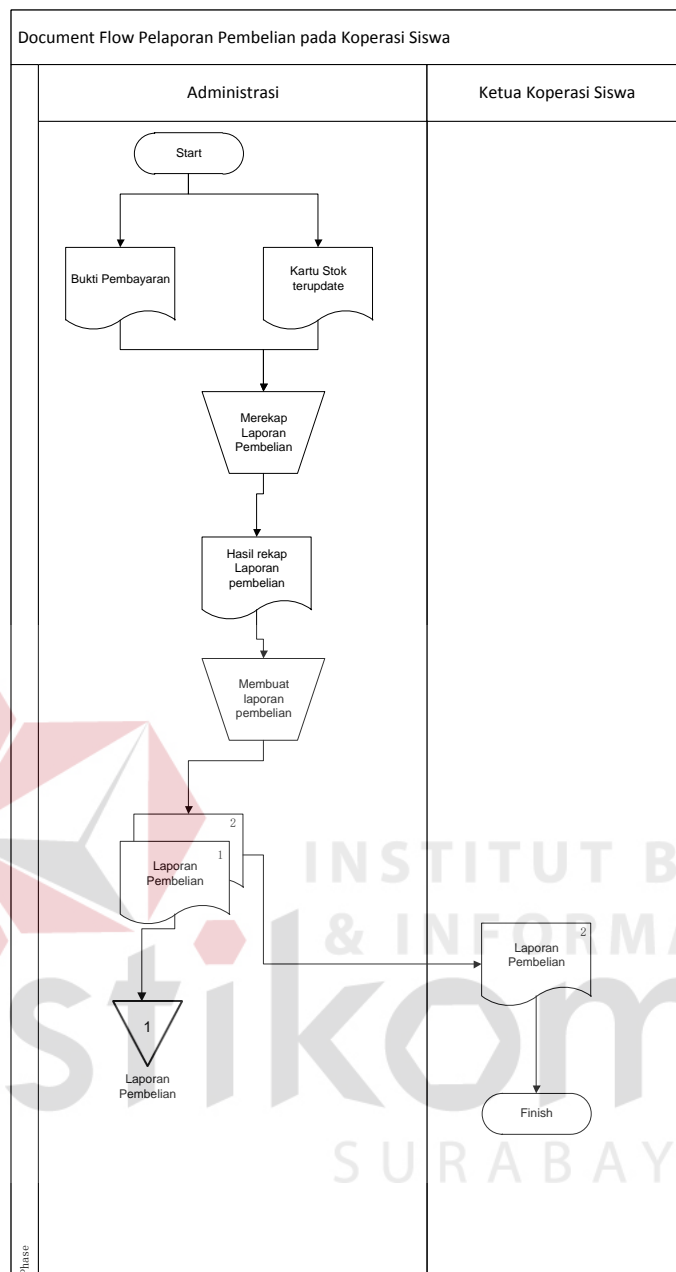 Document Flow Pelaporan Pembelian pada Koperasi Siswa
Administrasi
Ketua Koperasi Siswa
Start
Bukti Pembayaran
Kartu Stok
terupdate
Merekap
Laporan
Pembelian
Hasil rekap
Laporan
pembelian
Membuat
laporan
pembelian
2
1
Laporan
Pembelian
2
Laporan
Pembelian
1
Laporan
Pembelian
Finish
Phase
INSTITUT B
& INFORMA
stikom
SURABAY